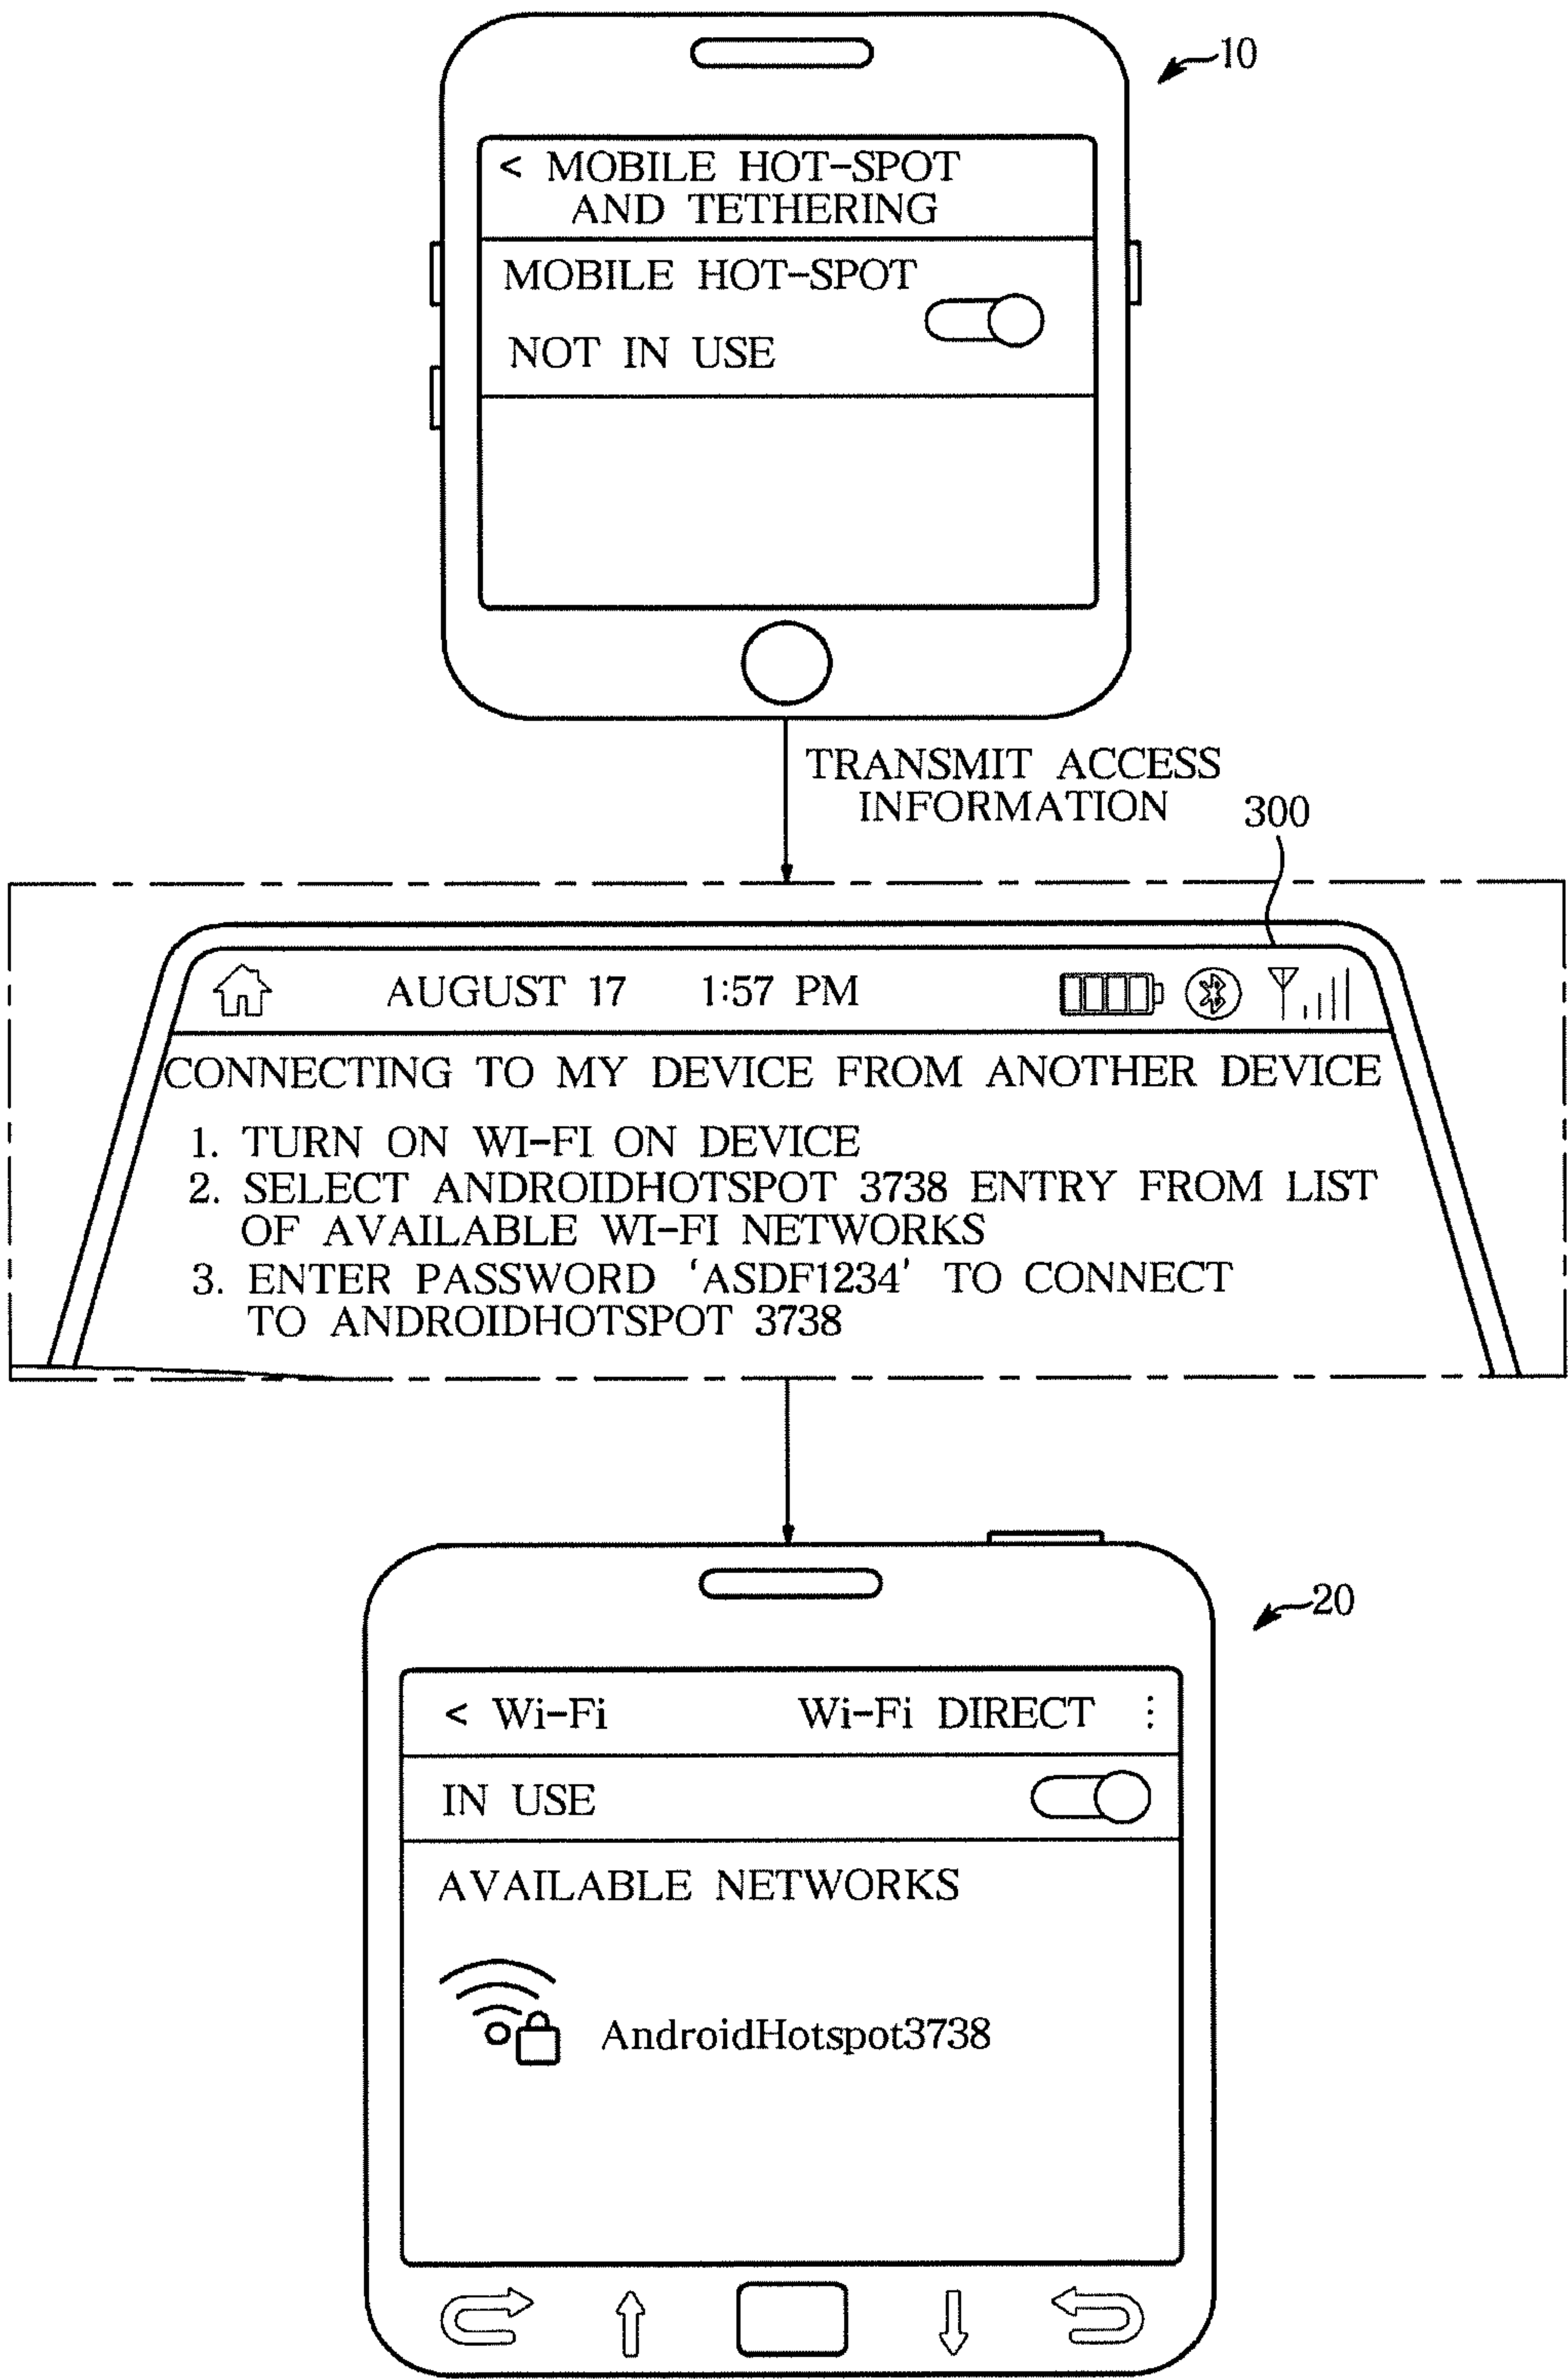 10
< MOBILE HOT-SPOT
AND TETHERING
MOBILE HOT-SPOT
NOT IN USE
TRANSMIT ACCESS
INFORMATION
300
AUGUST 17 1:57 PM
CONNECTING TO MY DEVICE FROM ANOTHER DEVICE
1. TURN ON WI-FI ON DEVICE
2. SELECT ANDROIDHOTSPOT 3738 ENTRY FROM LIST
OF AVAILABLE WI-FI NETWORKS
3. ENTER PASSWORD ‘ASDF1234’ TO CONNECT
TO ANDROIDHOTSPOT 3738
20
< Wi-Fi Wi-Fi DIRECT ⋮
IN USE
AVAILABLE NETWORKS
AndroidHotspot3738